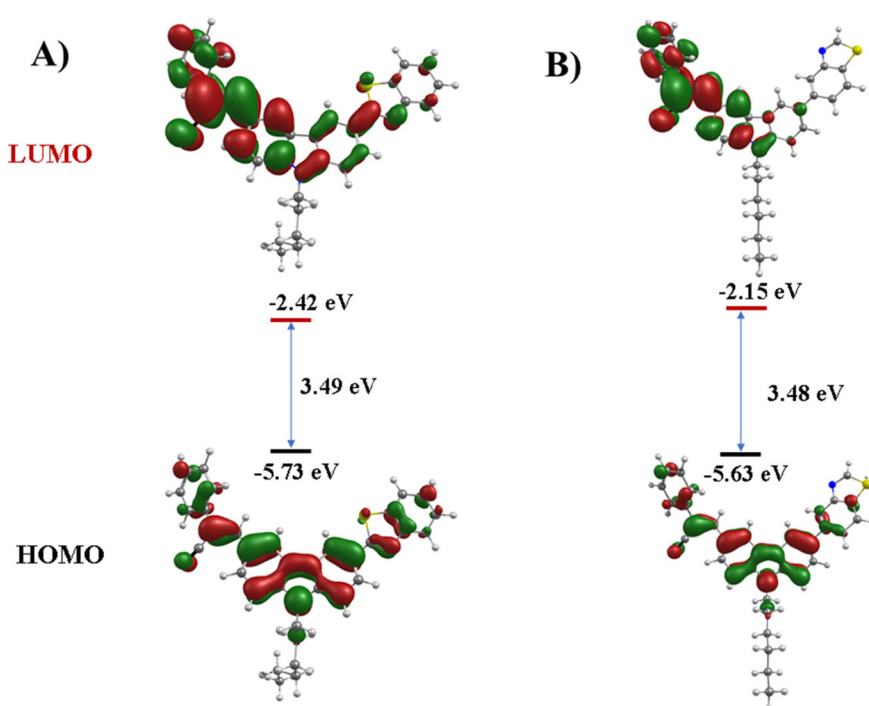 A)
B)
LUMO
-2.42 eV
-2.15 eV
3.49 eV
3.48 eV
-5.73 eV
-5.63 eV
HOMO